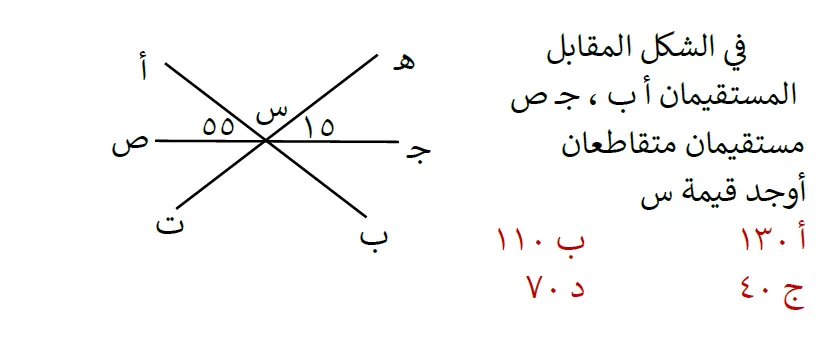 في الشكل المقابل
المستقيمان أ ب ، جـ ص
مستقيمان متقاطعان
أوجد قيمة س
أ ١٣٠
ب ١١٠
ج ٤٠
د ٧٠
أ
هـ
س
٥٥
١٥
ص
جـ
ت
ب